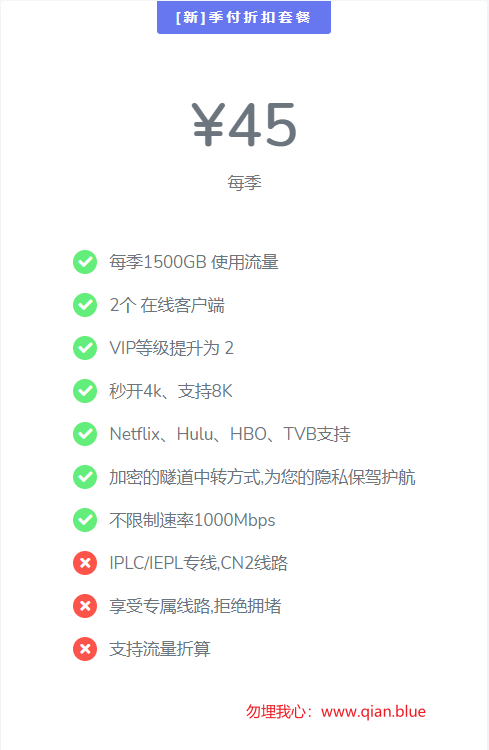 [新]季付折扣套餐
¥45
每季
每季1500GB 使用流量
2个 在线客户端
VIP等级提升为 2
秒开4k、支持8K
Netflix、Hulu、HBO、TVB支持
加密的隧道中转方式,为您的隐私保驾护航
不限制速率1000Mbps
IPLC/IEPL专线,CN2线路
享受专属线路,拒绝拥堵
支持流量折算
勿埋我心：www.qian.blue